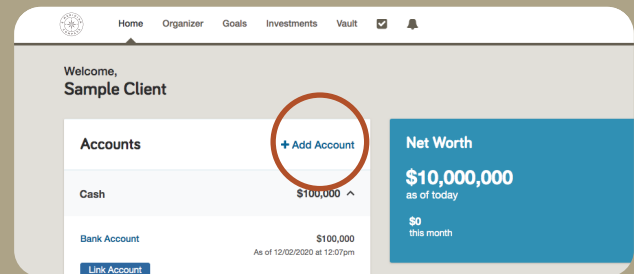 Home Organizer Goals Investments Vault
Welcome,
Sample Client
Accounts + Add Account
Cash $100,000
Bank Account $100,000
As of 12/02/2020 at 12:07pm
Link Account
Net Worth
$10,000,000
as of today
$0
this month